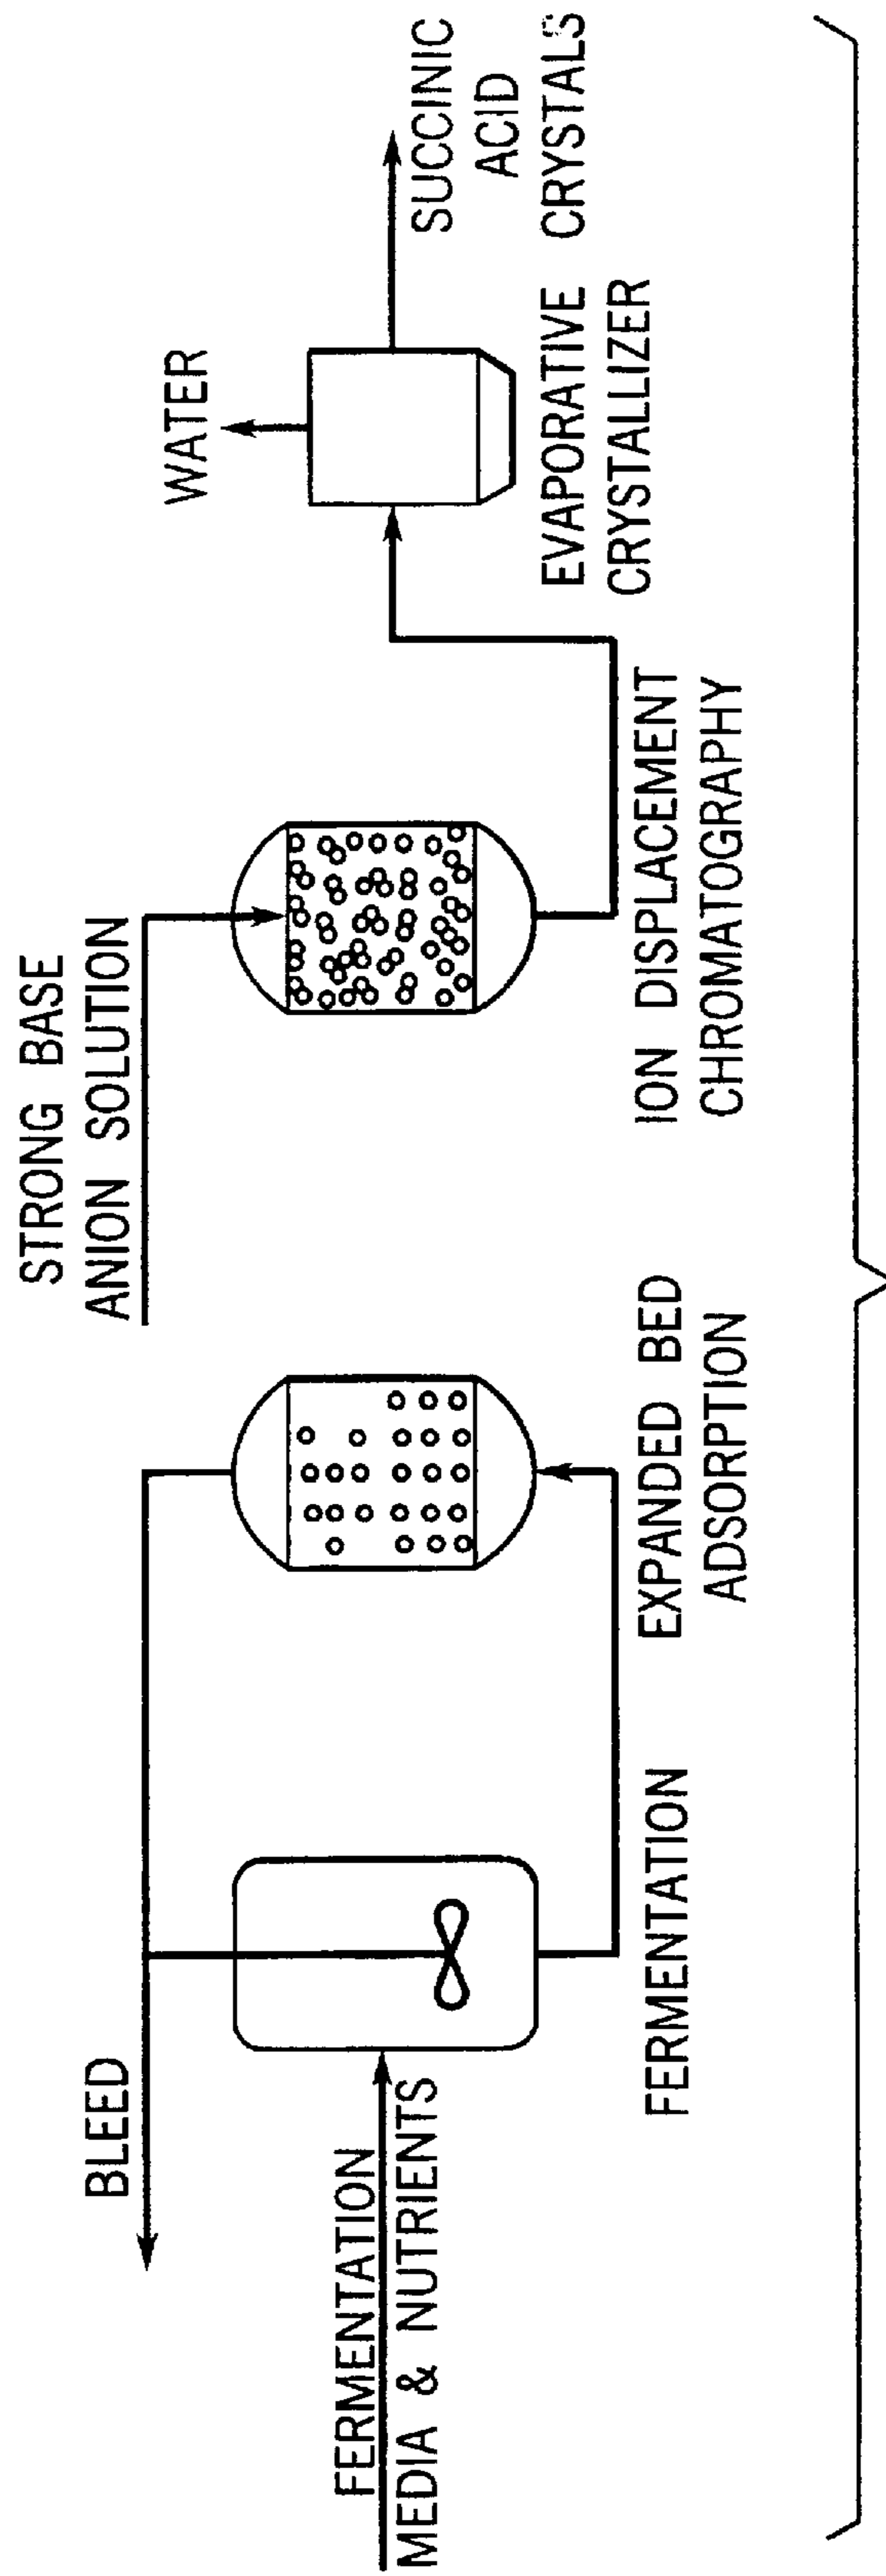 BLEED
FERMENTATION
MEDIA & NUTRIENTS
FERMENTATION
EXPANDED BED
ADSORPTION
STRONG BASE
ANION SOLUTION
ION DISPLACEMENT
CHROMATOGRAPHY
WATER
EVAPORATIVE
CRYSTALLIZER
SUCCINIC
ACID
CRYSTALS